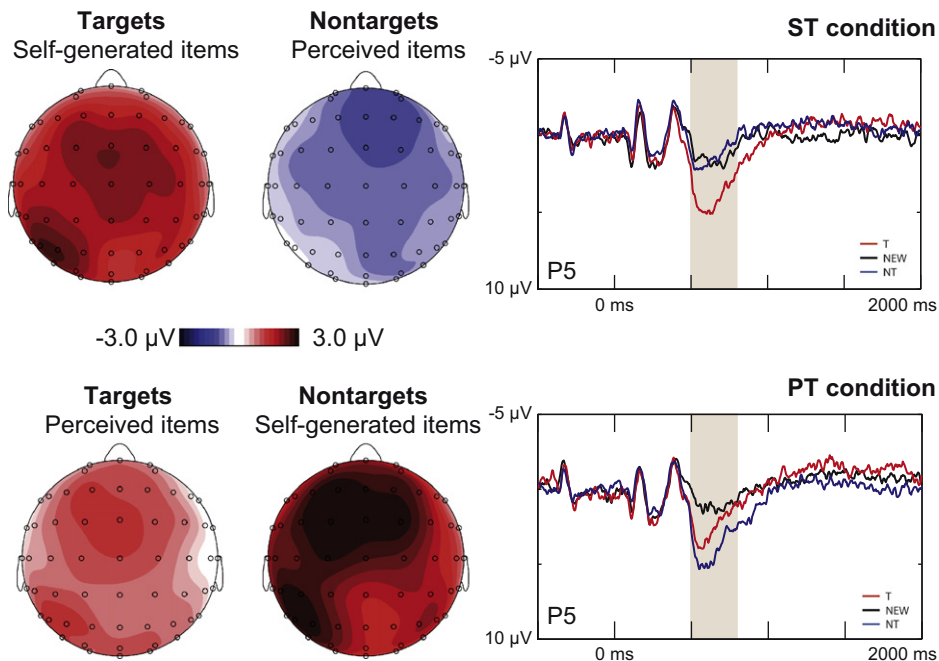 Targets
Self-generated items
Nontargets
Perceived items
ST condition
-5 µV
T
NEW
NT
P5
10 µV
0 ms
2000 ms
-3.0 µV
3.0 µV
Targets
Perceived items
Nontargets
Self-generated items
PT condition
-5 µV
T
NEW
NT
P5
10 µV
0 ms
2000 ms